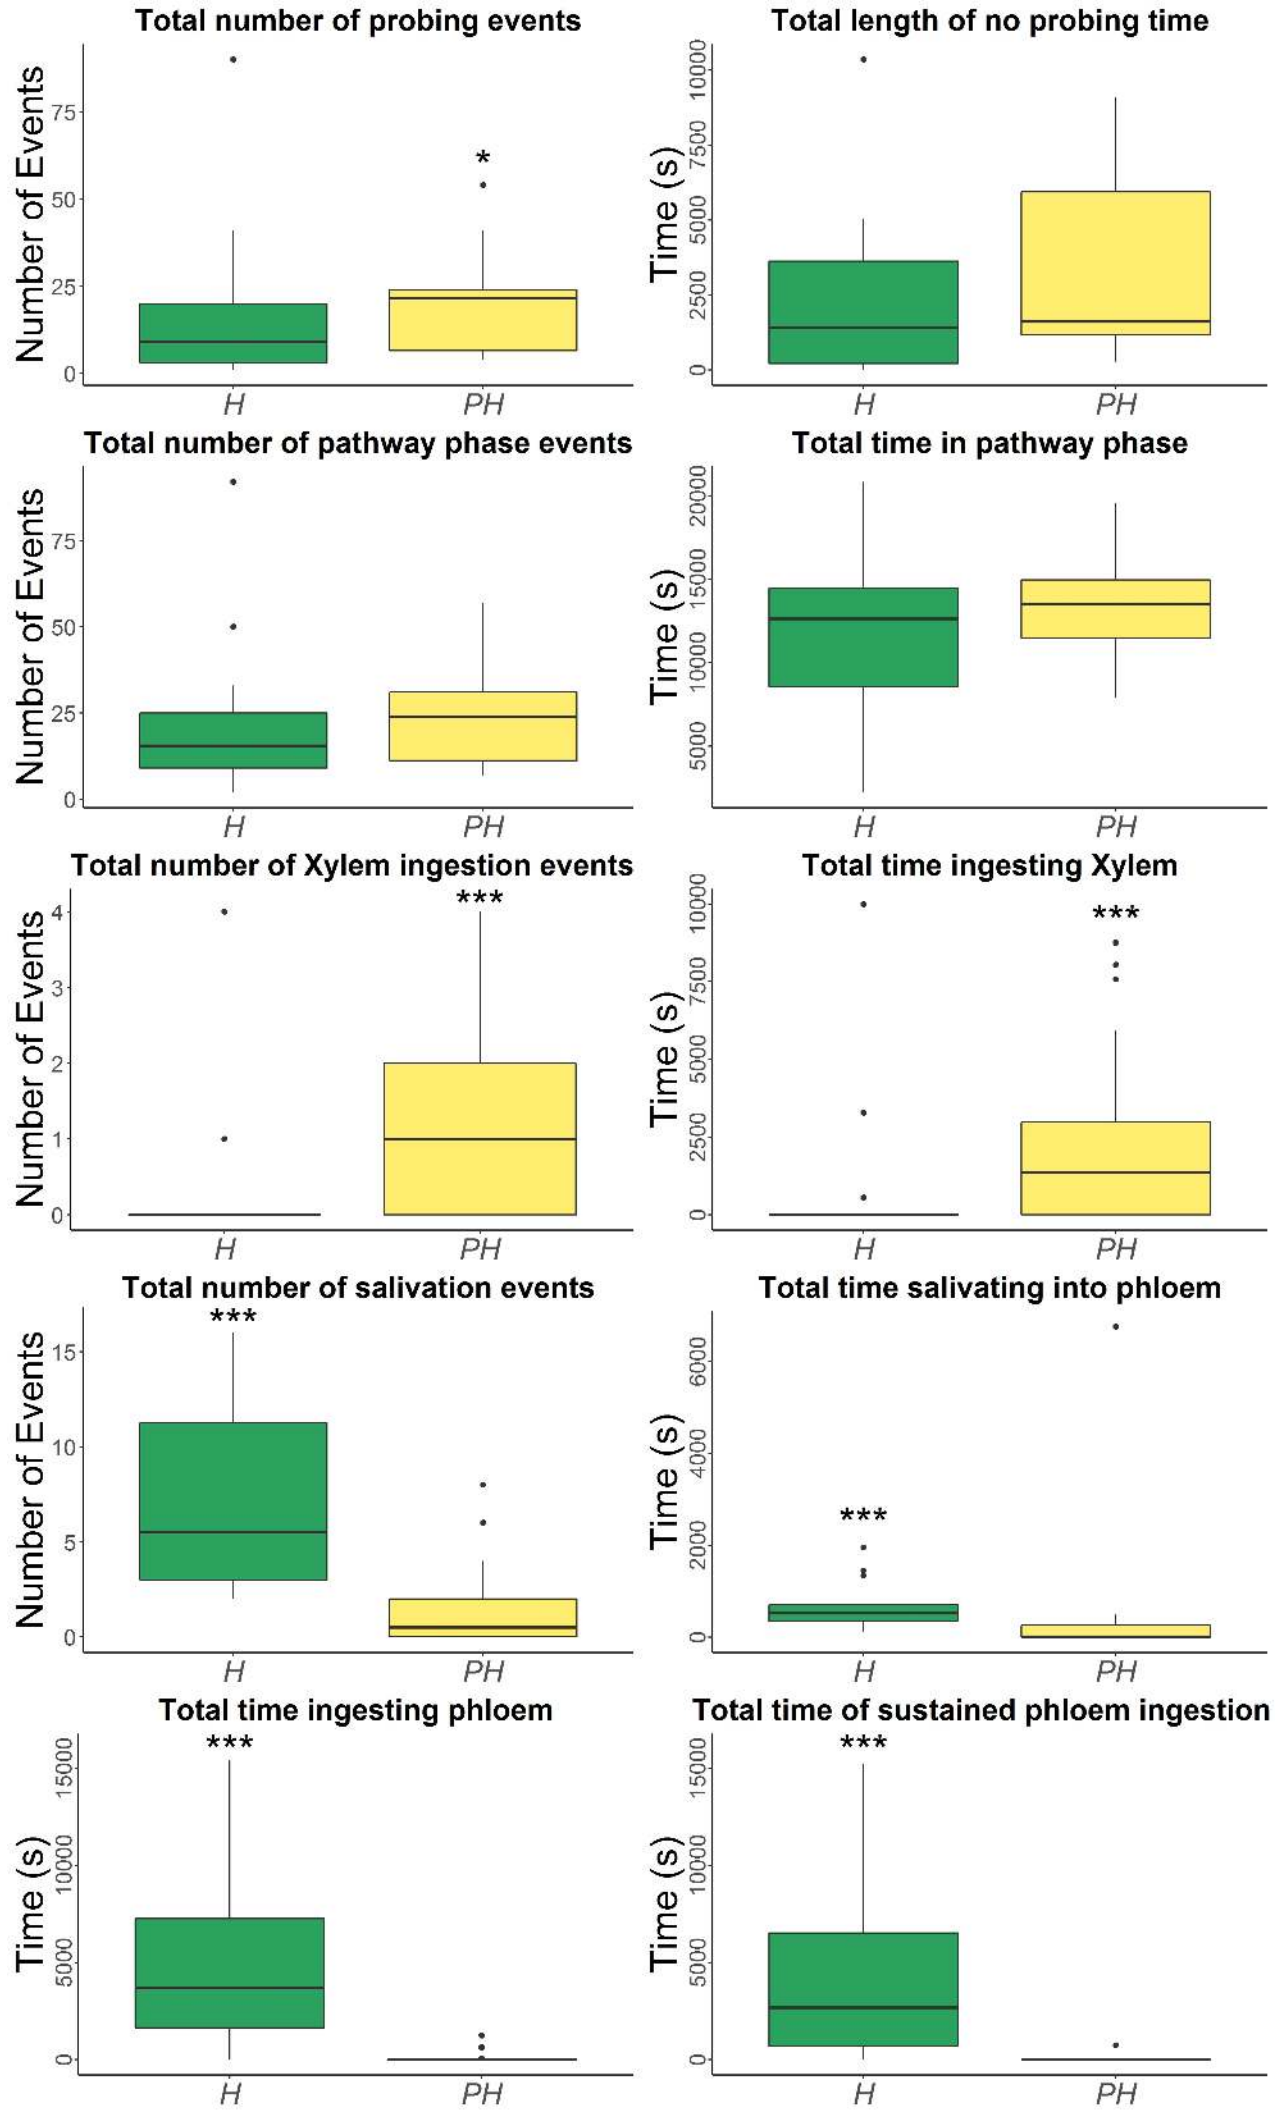 Total number of probing events
Number of Events
75
50
25
0
*
H
PH
Total length of no probing time
Time (s)
10000
7500
5000
2500
0
H
PH
Total number of pathway phase events
Number of Events
75
50
25
0
H
PH
Total time in pathway phase
Time (s)
20000
15000
10000
5000
H
PH
Total number of Xylem ingestion events
Number of Events
4
3
2
1
0
***
H
PH
Total time ingesting Xylem
Time (s)
10000
7500
5000
2500
0
***
H
PH
Total number of salivation events
Number of Events
15
10
5
0
***
H
PH
Total time salivating into phloem
Time (s)
6000
4000
2000
0
***
H
PH
Total time ingesting phloem
Time (s)
15000
10000
5000
0
***
H
PH
Total time of sustained phloem ingestion
Time (s)
15000
10000
5000
0
***
H
PH